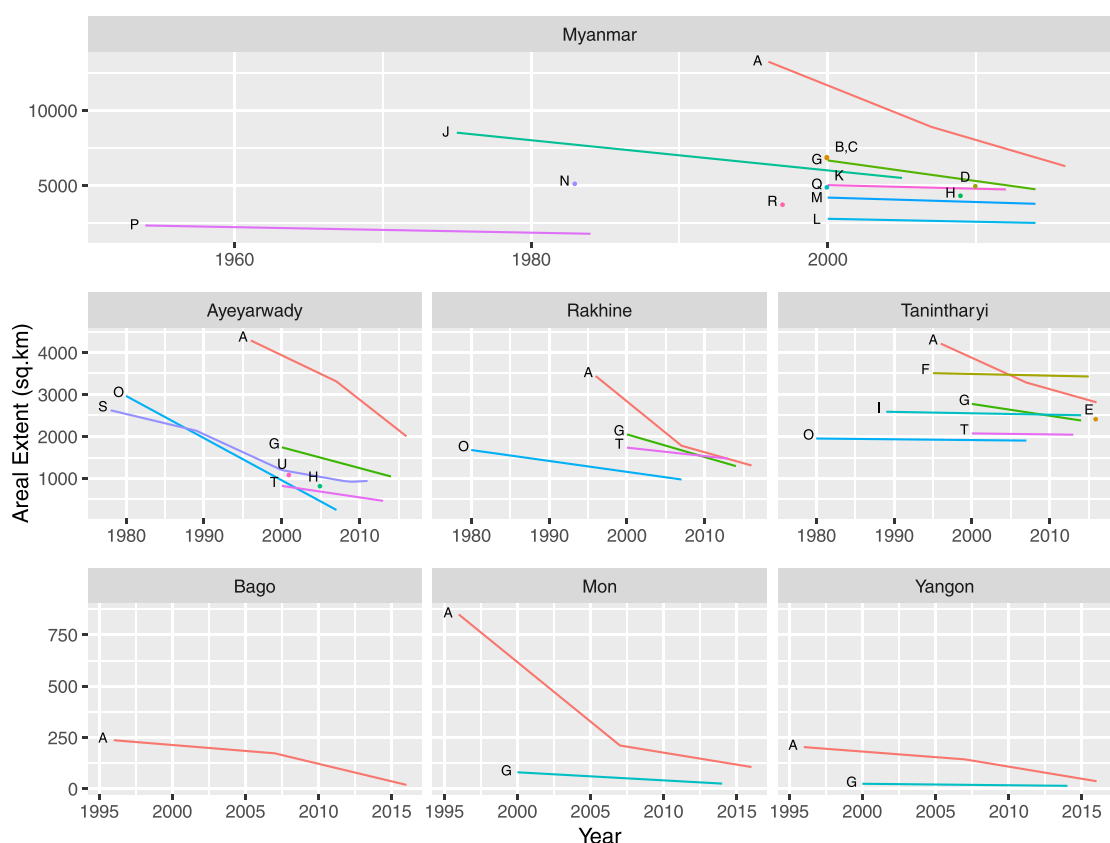 Myanmar
A
10000
J
B,C
G
K
D
N
Q
5000
M
H
R
L
P
1960 1980 2000
Areal Extent (sq.km)
Ayeyarwady Rakhine Tanintharyi
A A A
4000
F
O
3000
S
I G E
G G
O T
2000
O T
U H
1000
T
1980 1990 2000 2010 1980 1990 2000 2010 1980 1990 2000 2010
Bago Mon Yangon
A
750
500
250
A A
G G
0
1995 2000 2005 2010 2015 1995 2000 2005 2010 2015 1995 2000 2005 2010 2015
Year